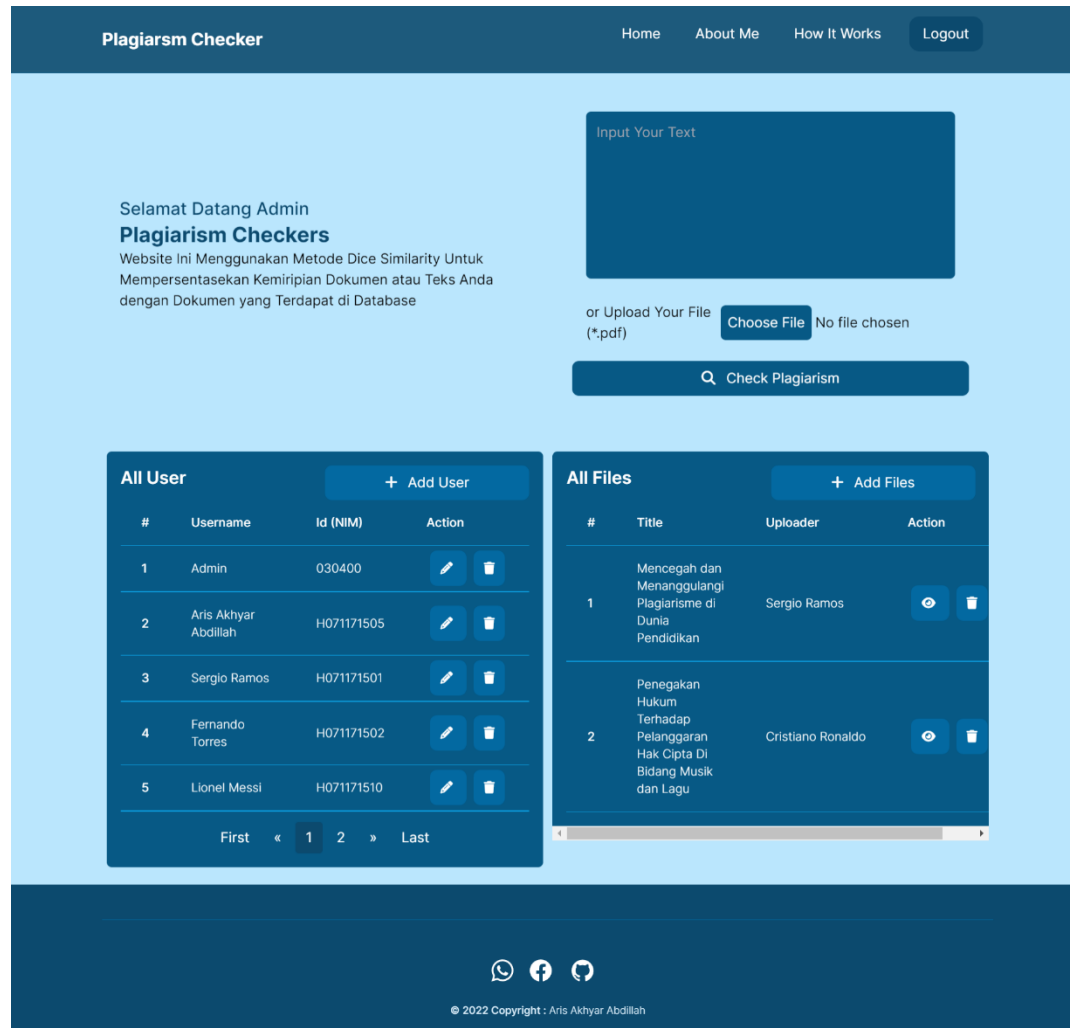 Plagiarsm Checker
Home About Me How It Works Logout
Input Your Text
Selamat Datang Admin
Plagiarism Checkers
Website Ini Menggunakan Metode Dice Similarity Untuk
Mempersentasekan Kemiripian Dokumen atau Teks Anda
dengan Dokumen yang Terdapat di Database
or Upload Your File
(*.pdf)
Choose File No file chosen
Check Plagiarism
All User
+ Add User
# Username Id (NIM) Action
1 Admin 030400
2 Aris Akhyar
Abdillah
H071171505
3 Sergio Ramos H071171501
4 Fernando
Torres
H071171502
5 Lionel Messi H071171510
First « 1 2 » Last
All Files
+ Add Files
# Title Uploader Action
1
Mencegah dan
Menanggulangi
Plagiarisme di
Dunia
Pendidikan
Sergio Ramos
2
Penegakan
Hukum
Terhadap
Pelanggaran
Hak Cipta Di
Bidang Musik
dan Lagu
Cristiano Ronaldo
© 2022 Copyright : Aris Akhyar Abdillah